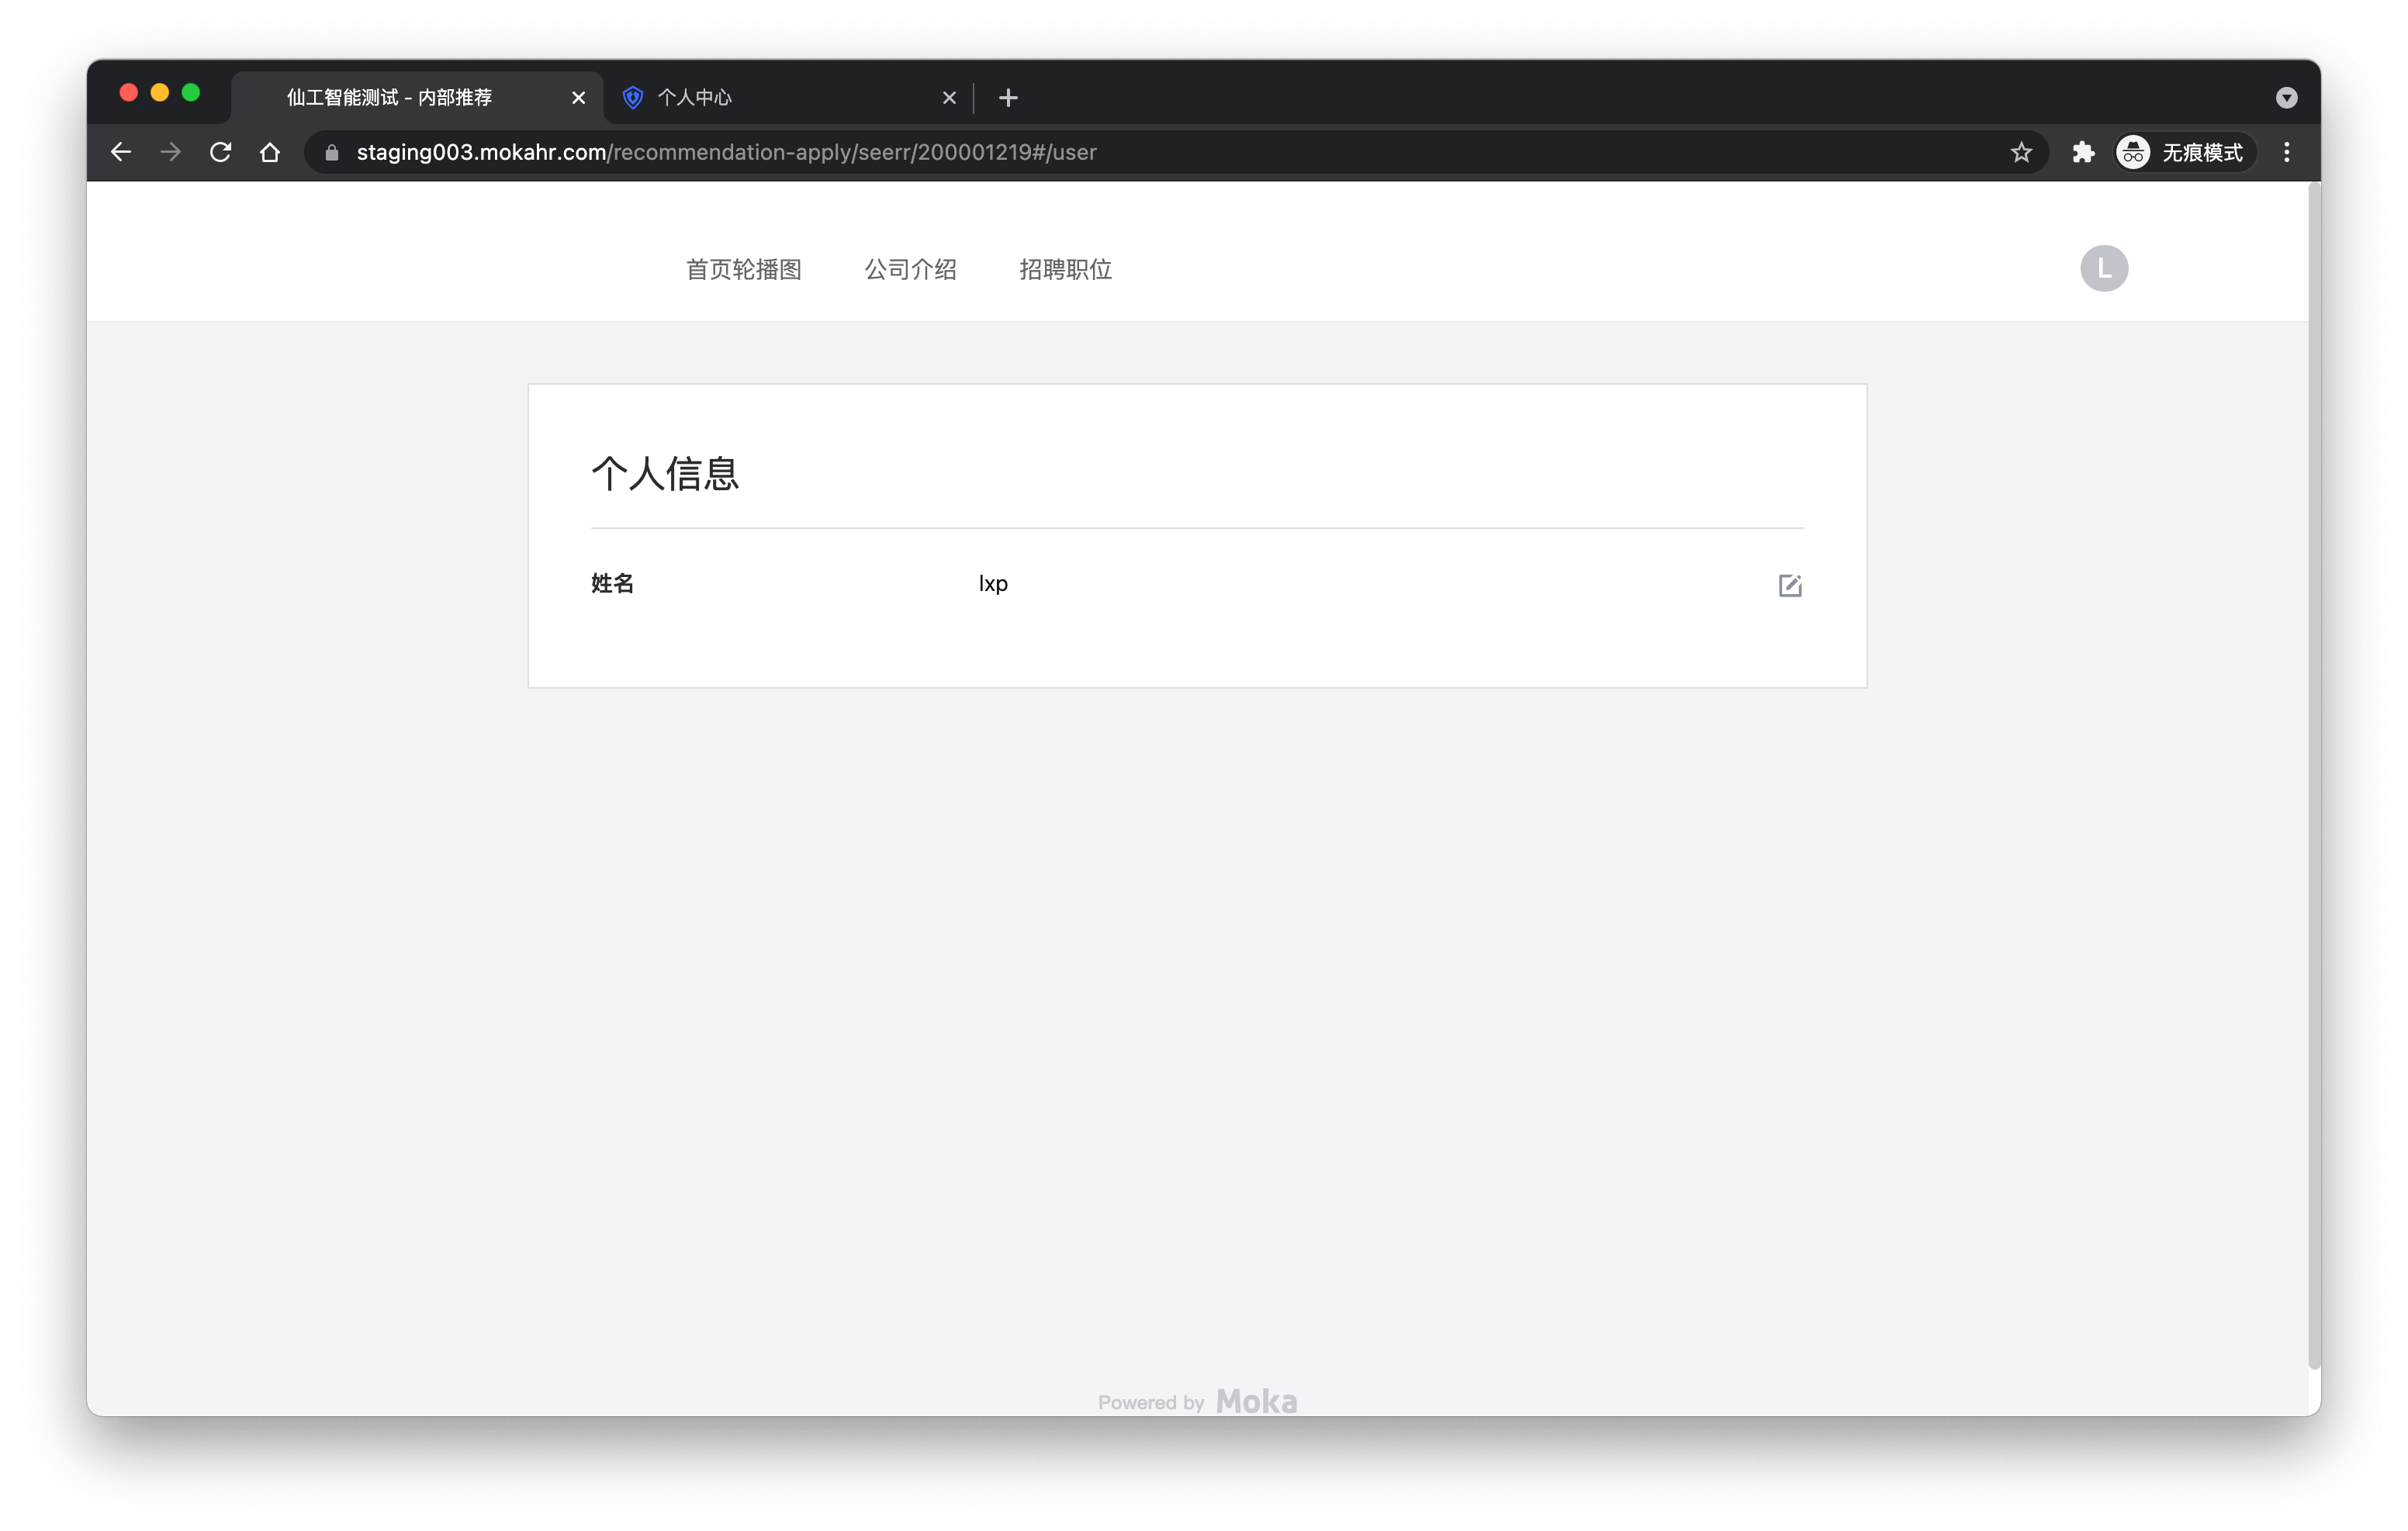 仙工智能测试 - 内部推荐
个人中心
staging003.mokahr.com/recommendation-apply/seerr/200001219#/user
无痕模式
首页轮播图 公司介绍 招聘职位
L
个人信息
姓名 lxp
Powered by Moka